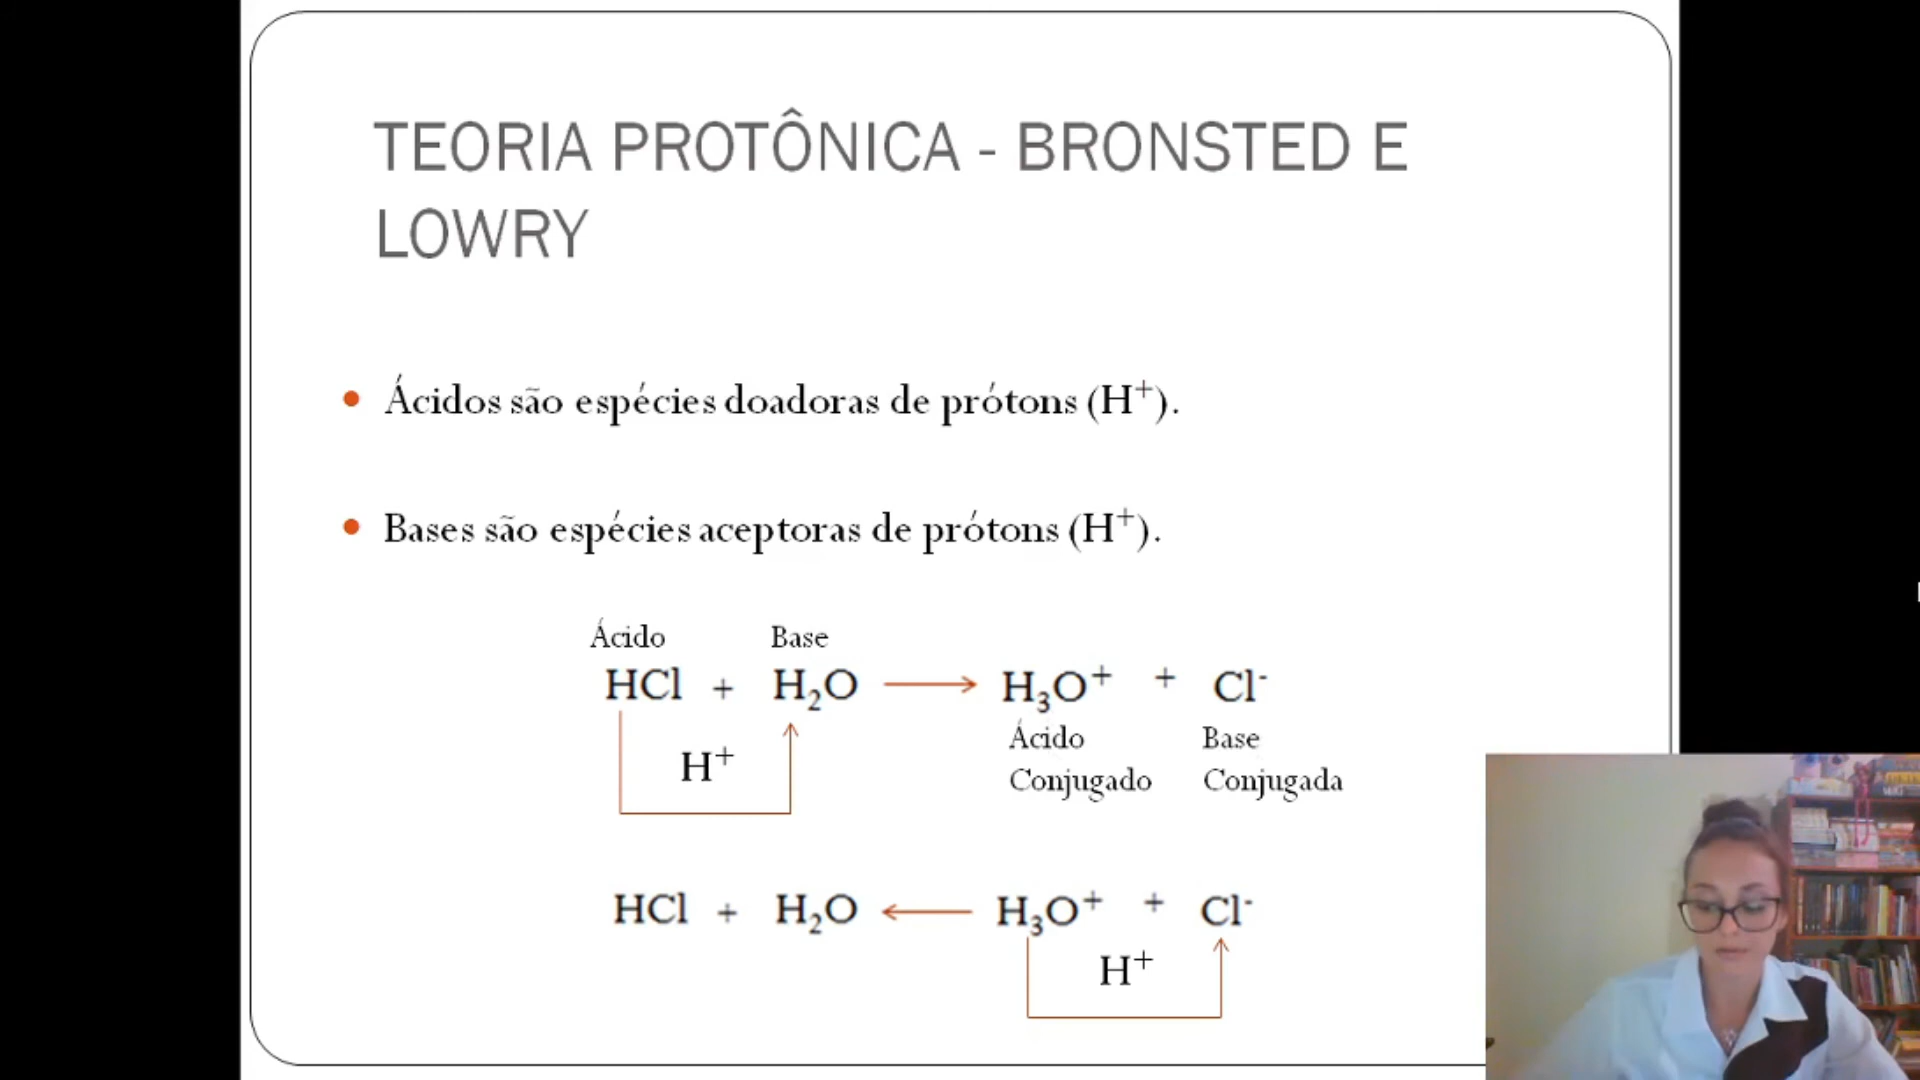 TEORIA PROTÔNICA - BRONSTED E
LOWRY
• Ácidos são espécies doadoras de prótons (H⁺).
• Bases são espécies aceptoras de prótons (H⁺).
Ácido Base
HCl + H₂O → H₃O⁺ + Cl⁻
Ácido Base
H⁺
Conjugado Conjugada
HCl + H₂O ← H₃O⁺ + Cl⁻
H⁺